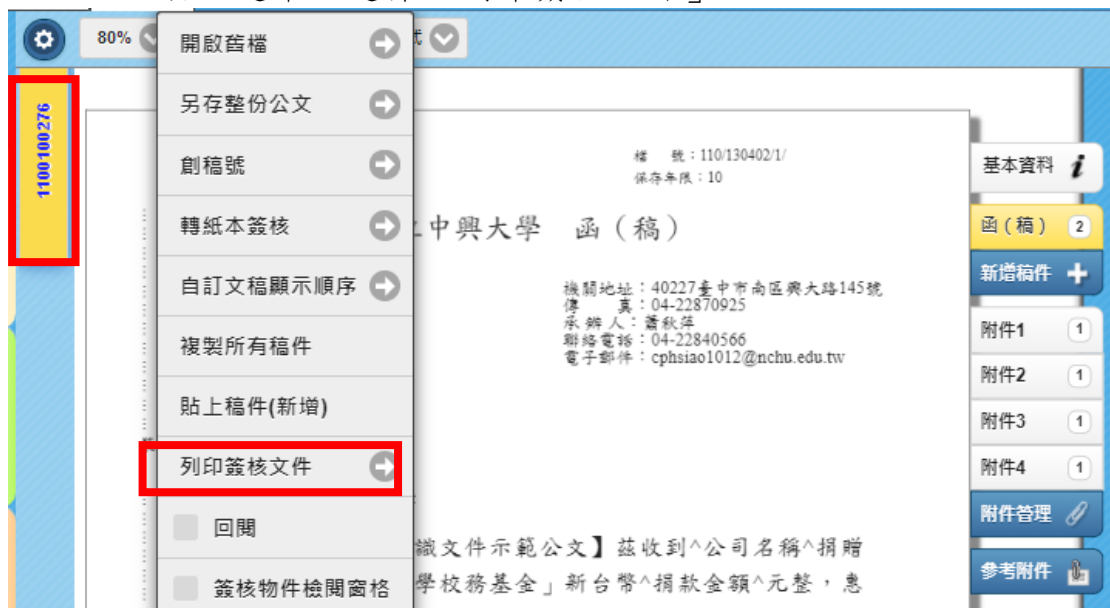 80%
1100100276
開啟舊檔
另存整份公文
創稿號
轉紙本簽核
自訂文稿顯示順序
複製所有稿件
貼上稿件(新增)
列印簽核文件
回閱
簽核物件檢閱窗格
檔 號：110/130402/1/
保存年限：10
中興大學 函（稿）
機關地址：40227臺中市南區興大路145號
傳 真：04-22870925
承辦人：蕭秋萍
聯絡電話：04-22840566
電子郵件：cphsiao1012@nchu.edu.tw
識文件示範公文】茲收到^公司名稱^捐贈
學校務基金」新台幣^捐款金額^元整，惠
基本資料
函(稿) 2
新增稿件
附件1 1
附件2 1
附件3 1
附件4 1
附件管理
參考附件